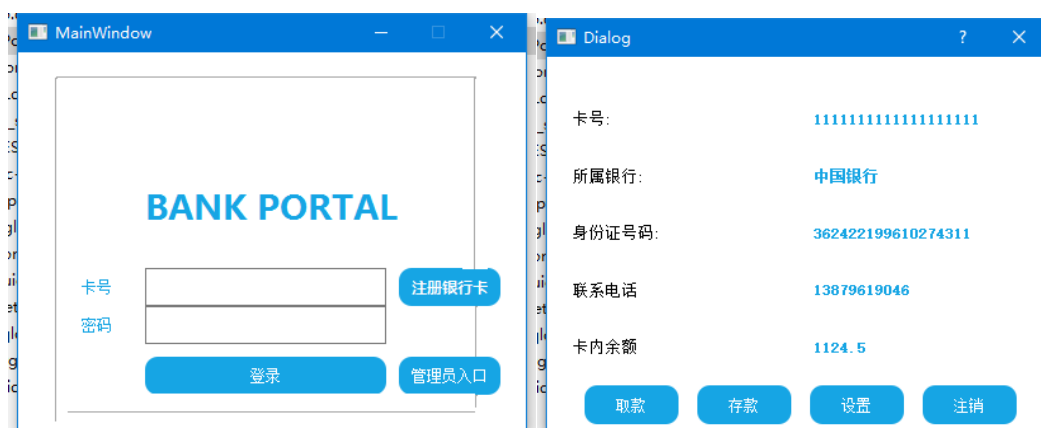 MainWindow
BANK PORTAL
卡号
注册银行卡
密码
登录
管理员入口
Dialog
?
卡号:
1111111111111111111
所属银行:
中国银行
身份证号码:
362422199610274311
联系电话
13879619046
卡内余额
1124.5
取款
存款
设置
注销